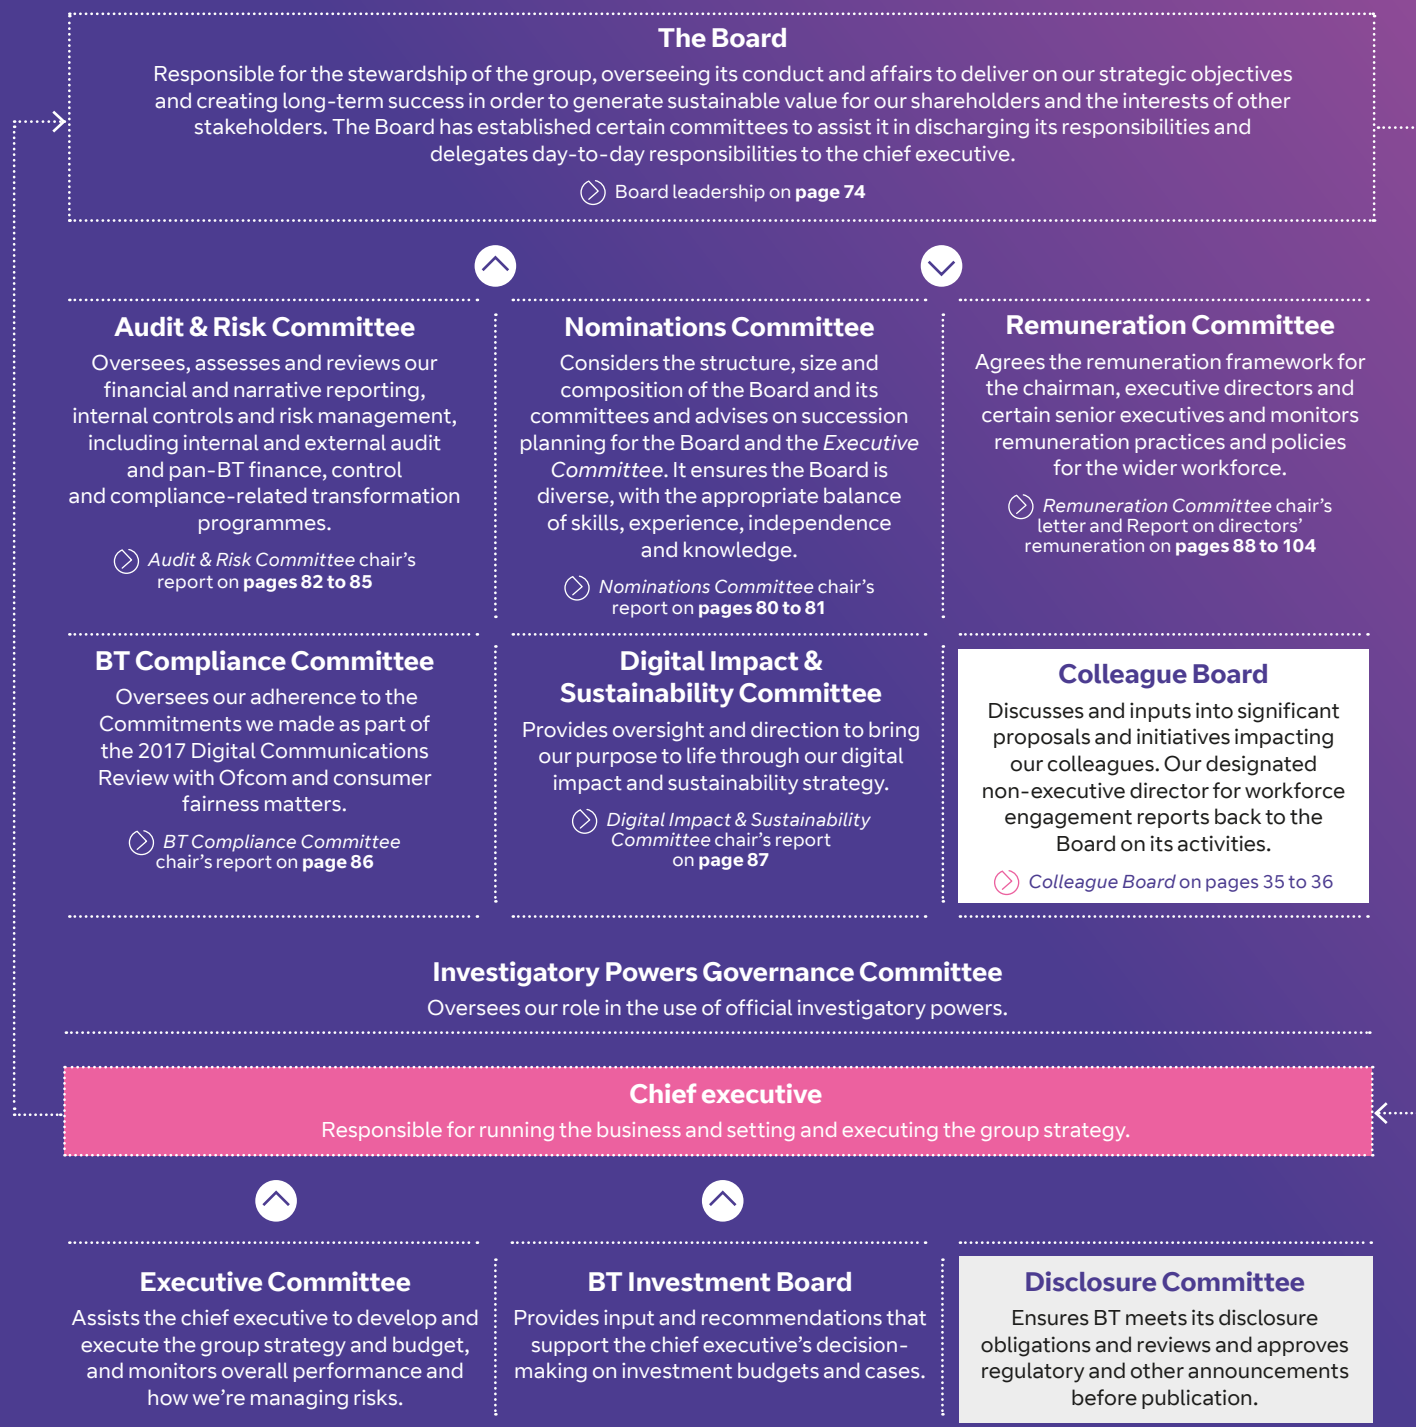 The Board
Responsible for the stewardship of the group, overseeing its conduct and affairs to deliver on our strategic objectives
and creating long-term success in order to generate sustainable value for our shareholders and the interests of other
stakeholders. The Board has established certain committees to assist it in discharging its responsibilities and
delegates day-to-day responsibilities to the chief executive.
Board leadership on page 74
Audit & Risk Committee
Oversees, assesses and reviews our
financial and narrative reporting,
internal controls and risk management,
including internal and external audit
and pan-BT finance, control
and compliance-related transformation
programmes.
Audit & Risk Committee chair's
report on pages 82 to 85
Nominations Committee
Considers the structure, size and
composition of the Board and its
committees and advises on succession
planning for the Board and the Executive
Committee. It ensures the Board is
diverse, with the appropriate balance
of skills, experience, independence
and knowledge.
Nominations Committee chair's
report on pages 80 to 81
Remuneration Committee
Agrees the remuneration framework for
the chairman, executive directors and
certain senior executives and monitors
remuneration practices and policies
for the wider workforce.
Remuneration Committee chair's
letter and Report on directors'
remuneration on pages 88 to 104
BT Compliance Committee
Oversees our adherence to the
Commitments we made as part of
the 2017 Digital Communications
Review with Ofcom and consumer
fairness matters.
BT Compliance Committee
chair's report on page 86
Digital Impact &
Sustainability Committee
Provides oversight and direction to bring
our purpose to life through our digital
impact and sustainability strategy.
Digital Impact & Sustainability
Committee chair's report
on page 87
Colleague Board
Discusses and inputs into significant
proposals and initiatives impacting
our colleagues. Our designated
non-executive director for workforce
engagement reports back to the
Board on its activities.
Colleague Board on pages 35 to 36
Investigatory Powers Governance Committee
Oversees our role in the use of official investigatory powers.
Chief executive
Responsible for running the business and setting and executing the group strategy.
Executive Committee
Assists the chief executive to develop and
execute the group strategy and budget,
and monitors overall performance and
how we're managing risks.
BT Investment Board
Provides input and recommendations that
support the chief executive's decision-
making on investment budgets and cases.
Disclosure Committee
Ensures BT meets its disclosure
obligations and reviews and approves
regulatory and other announcements
before publication.